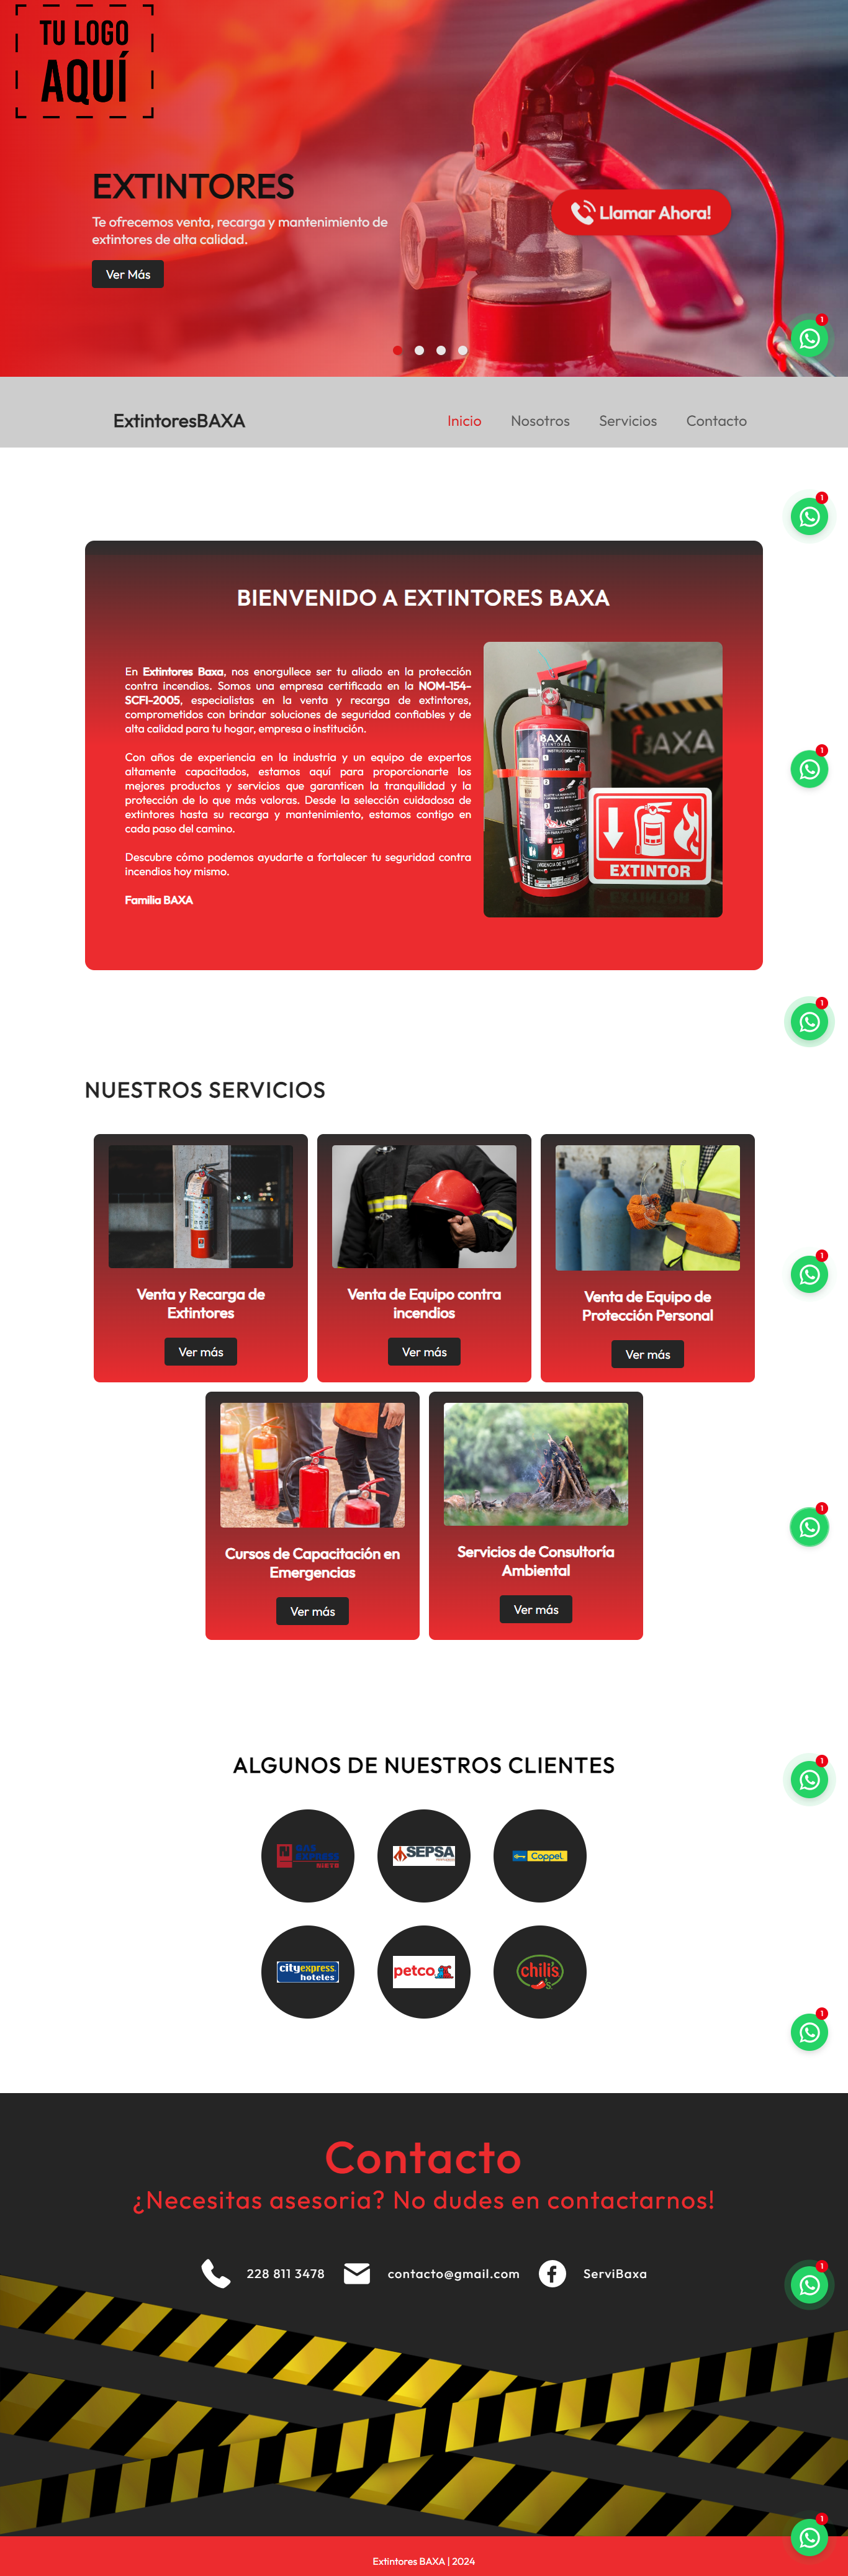 TU LOGO
AQUÍ
EXTINTORES
Te ofrecemos venta, recarga y mantenimiento de
extintores de alta calidad.
Ver Más
Llamar Ahora!
1
ExtintoresBAXA
Inicio
Nosotros
Servicios
Contacto
1
BIENVENIDO A EXTINTORES BAXA
En Extintores Baxa, nos enorgullece ser tu aliado en la protección
contra incendios. Somos una empresa certificada en la NOM-154-
SCFI-2005, especialistas en la venta y recarga de extintores,
comprometidos con brindar soluciones de seguridad confiables y de
alta calidad para tu hogar, empresa o institución.
Con años de experiencia en la industria y un equipo de expertos
altamente capacitados, estamos aquí para proporcionarte los
mejores productos y servicios que garanticen la tranquilidad y la
protección de lo que más valoras. Desde la selección cuidadosa de
extintores hasta su recarga y mantenimiento, estamos contigo en
cada paso del camino.
Descubre cómo podemos ayudarte a fortalecer tu seguridad contra
incendios hoy mismo.
Familia BAXA
BAXA
EXTINTORES
BAXA
EXTINTOR
1
1
NUESTROS SERVICIOS
Venta y Recarga de
Extintores
Ver más
Venta de Equipo contra
incendios
Ver más
Venta de Equipo de
Protección Personal
Ver más
1
Cursos de Capacitación en
Emergencias
Ver más
Servicios de Consultoría
Ambiental
Ver más
1
ALGUNOS DE NUESTROS CLIENTES
1
SEPSA
Coppel
cityexpress
hoteles
petco
chili's
1
Contacto
¿Necesitas asesoria? No dudes en contactarnos!
228 811 3478
contacto@gmail.com
ServiBaxa
1
1
Extintores BAXA | 2024